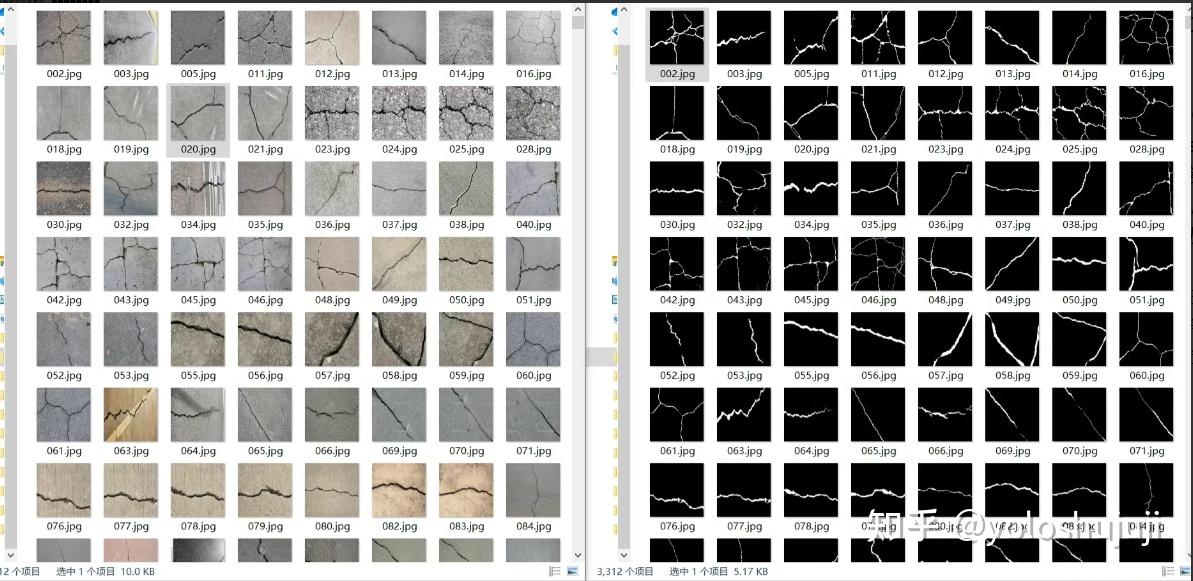 002.jpg 003.jpg 005.jpg 011.jpg 012.jpg 013.jpg 014.jpg 016.jpg
018.jpg 019.jpg 020.jpg 021.jpg 023.jpg 024.jpg 025.jpg 028.jpg
030.jpg 032.jpg 034.jpg 035.jpg 036.jpg 037.jpg 038.jpg 040.jpg
042.jpg 043.jpg 045.jpg 046.jpg 048.jpg 049.jpg 050.jpg 051.jpg
052.jpg 053.jpg 055.jpg 056.jpg 057.jpg 058.jpg 059.jpg 060.jpg
061.jpg 063.jpg 064.jpg 065.jpg 066.jpg 069.jpg 070.jpg 071.jpg
076.jpg 077.jpg 078.jpg 079.jpg 080.jpg 082.jpg 083.jpg 084.jpg
12 个项目 选中 1 个项目 10.0 KB
002.jpg 003.jpg 005.jpg 011.jpg 012.jpg 013.jpg 014.jpg 016.jpg
018.jpg 019.jpg 020.jpg 021.jpg 023.jpg 024.jpg 025.jpg 028.jpg
030.jpg 032.jpg 034.jpg 035.jpg 036.jpg 037.jpg 038.jpg 040.jpg
042.jpg 043.jpg 045.jpg 046.jpg 048.jpg 049.jpg 050.jpg 051.jpg
052.jpg 053.jpg 055.jpg 056.jpg 057.jpg 058.jpg 059.jpg 060.jpg
061.jpg 063.jpg 064.jpg 065.jpg 066.jpg 069.jpg 070.jpg 071.jpg
076.jpg 077.jpg 078.jpg
知乎 @yoloshujuji
3,312 个项目 选中 1 个项目 5.17 KB